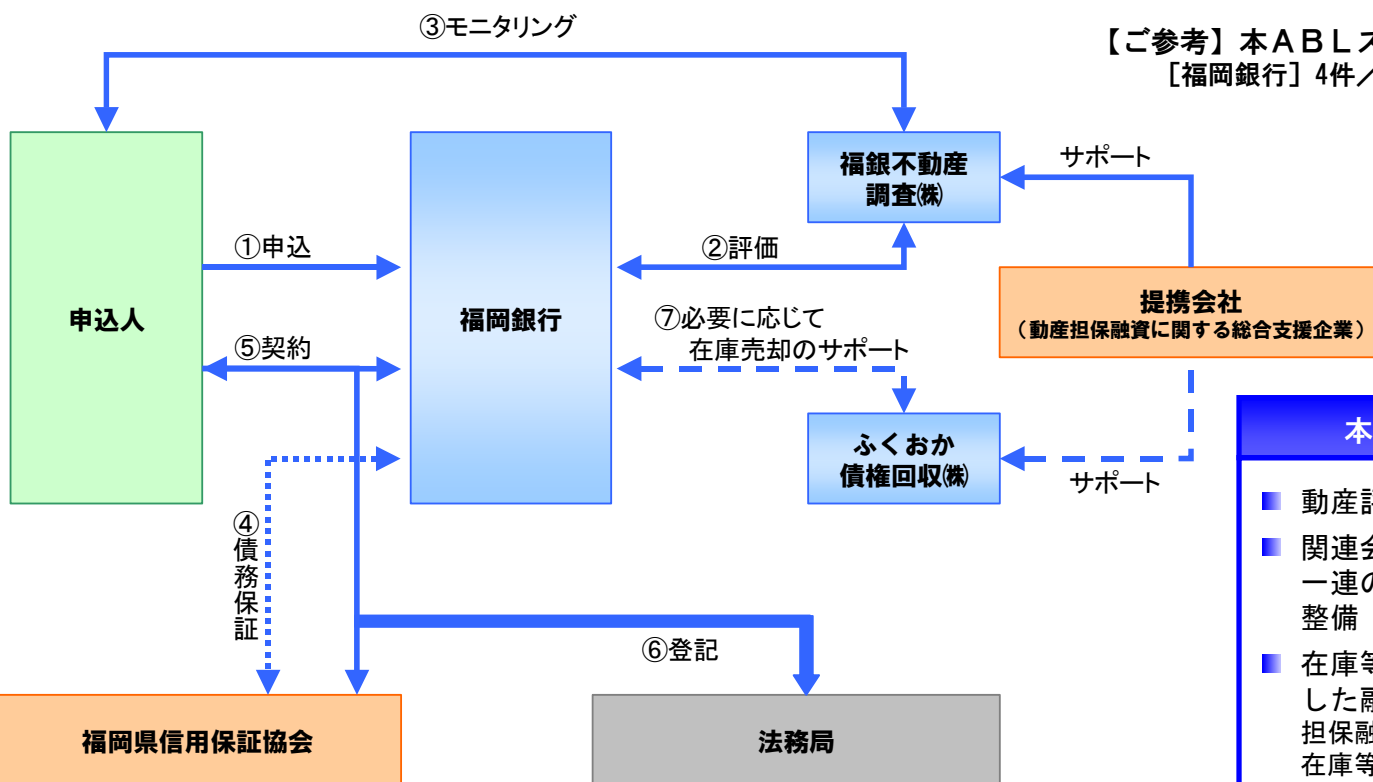 ③モニタリング
【ご参考】本ＡＢＬス
［福岡銀行］4件／
福銀不動産
調査㈱
サポート
①申込
②評価
提携会社
（動産担保融資に関する総合支援企業）
申込人
福岡銀行
⑦必要に応じて
在庫売却のサポート
⑤契約
ふくおか
債権回収㈱
サポート
本
動産評
関連会
一連の
整備
在庫等
した融
担保融
在庫等
④債務保証
⑥登記
福岡県信用保証協会
法務局